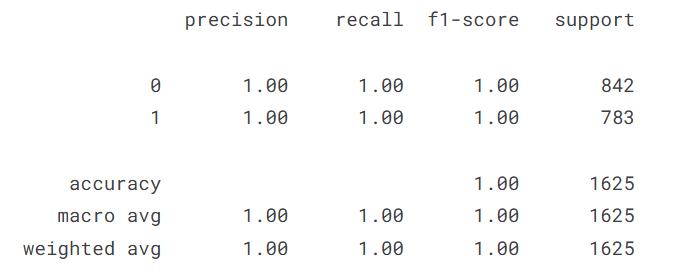 precision recall f1-score support
0 1.00 1.00 1.00 842
1 1.00 1.00 1.00 783
accuracy 1.00 1625
macro avg 1.00 1.00 1.00 1625
weighted avg 1.00 1.00 1.00 1625